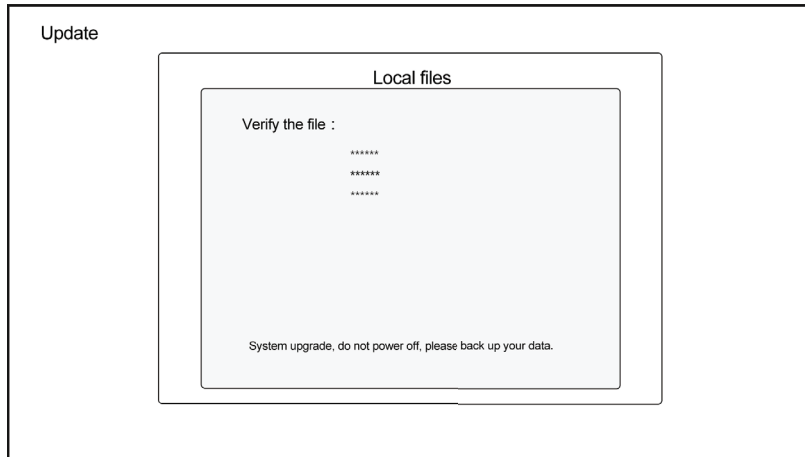 Update
Local files
Verify the file：
******
******
******
System upgrade, do not power off, please back up your data.